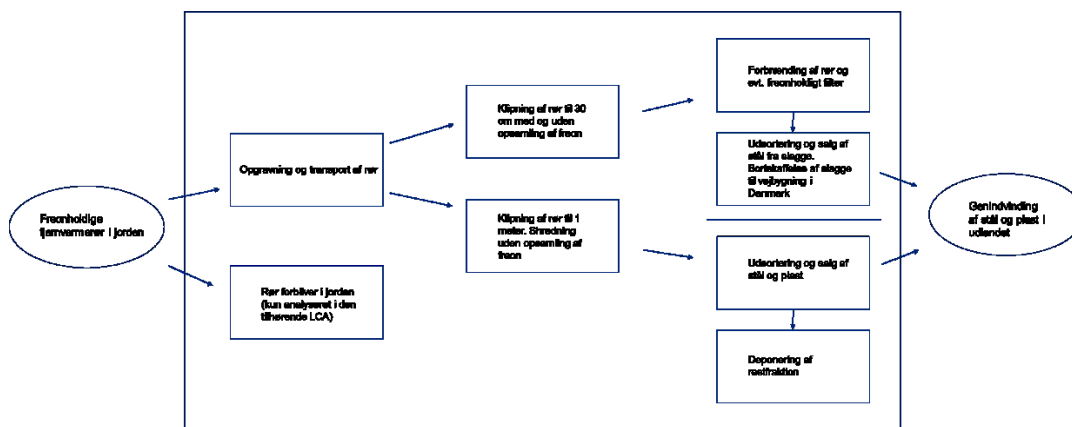 Freonholdige
fjernvarmerør i jorden
Opgravning og transport af rør
Rør forbliver i jorden
(kun analyseret i den
tilhørende LCA)
Klipning af rør til 30
cm med og uden
opsamling af freon
Klipning af rør til 1
meter. Shredning
uden opsamling af
freon
Forbrænding af rør og
evt. freonholdigt filter
Udsortering og salg af
stål fra slagge.
Bortskaffelse af slagge
til vejbygning i
Danmark
Udsortering og salg af
stål og plast
Deponering af
restfraktion
Genindvinding
af stål og plast i
udlandet